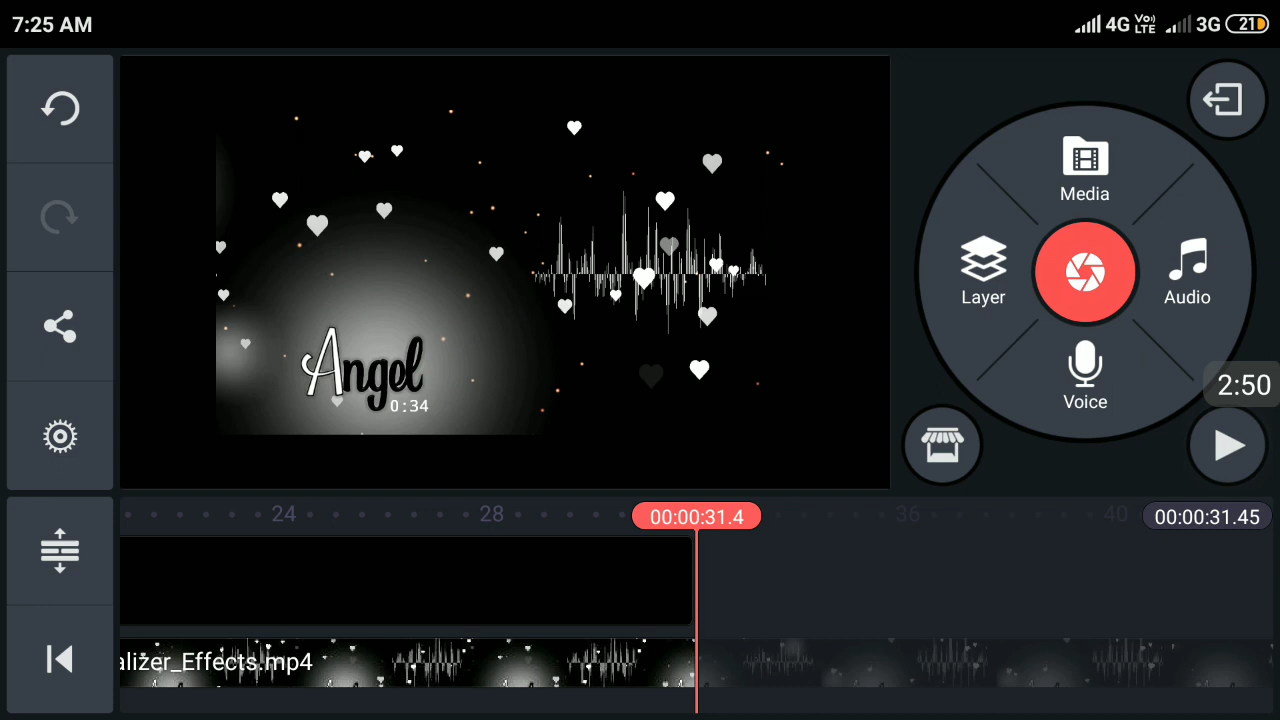 7:25 AM
4G Vo) LTE 3G 21
Media
Layer
Audio
Voice
2:50
Angel
0:34
24 28 00:00:31.4 36 40 00:00:31.45
alizer_Effects.mp4